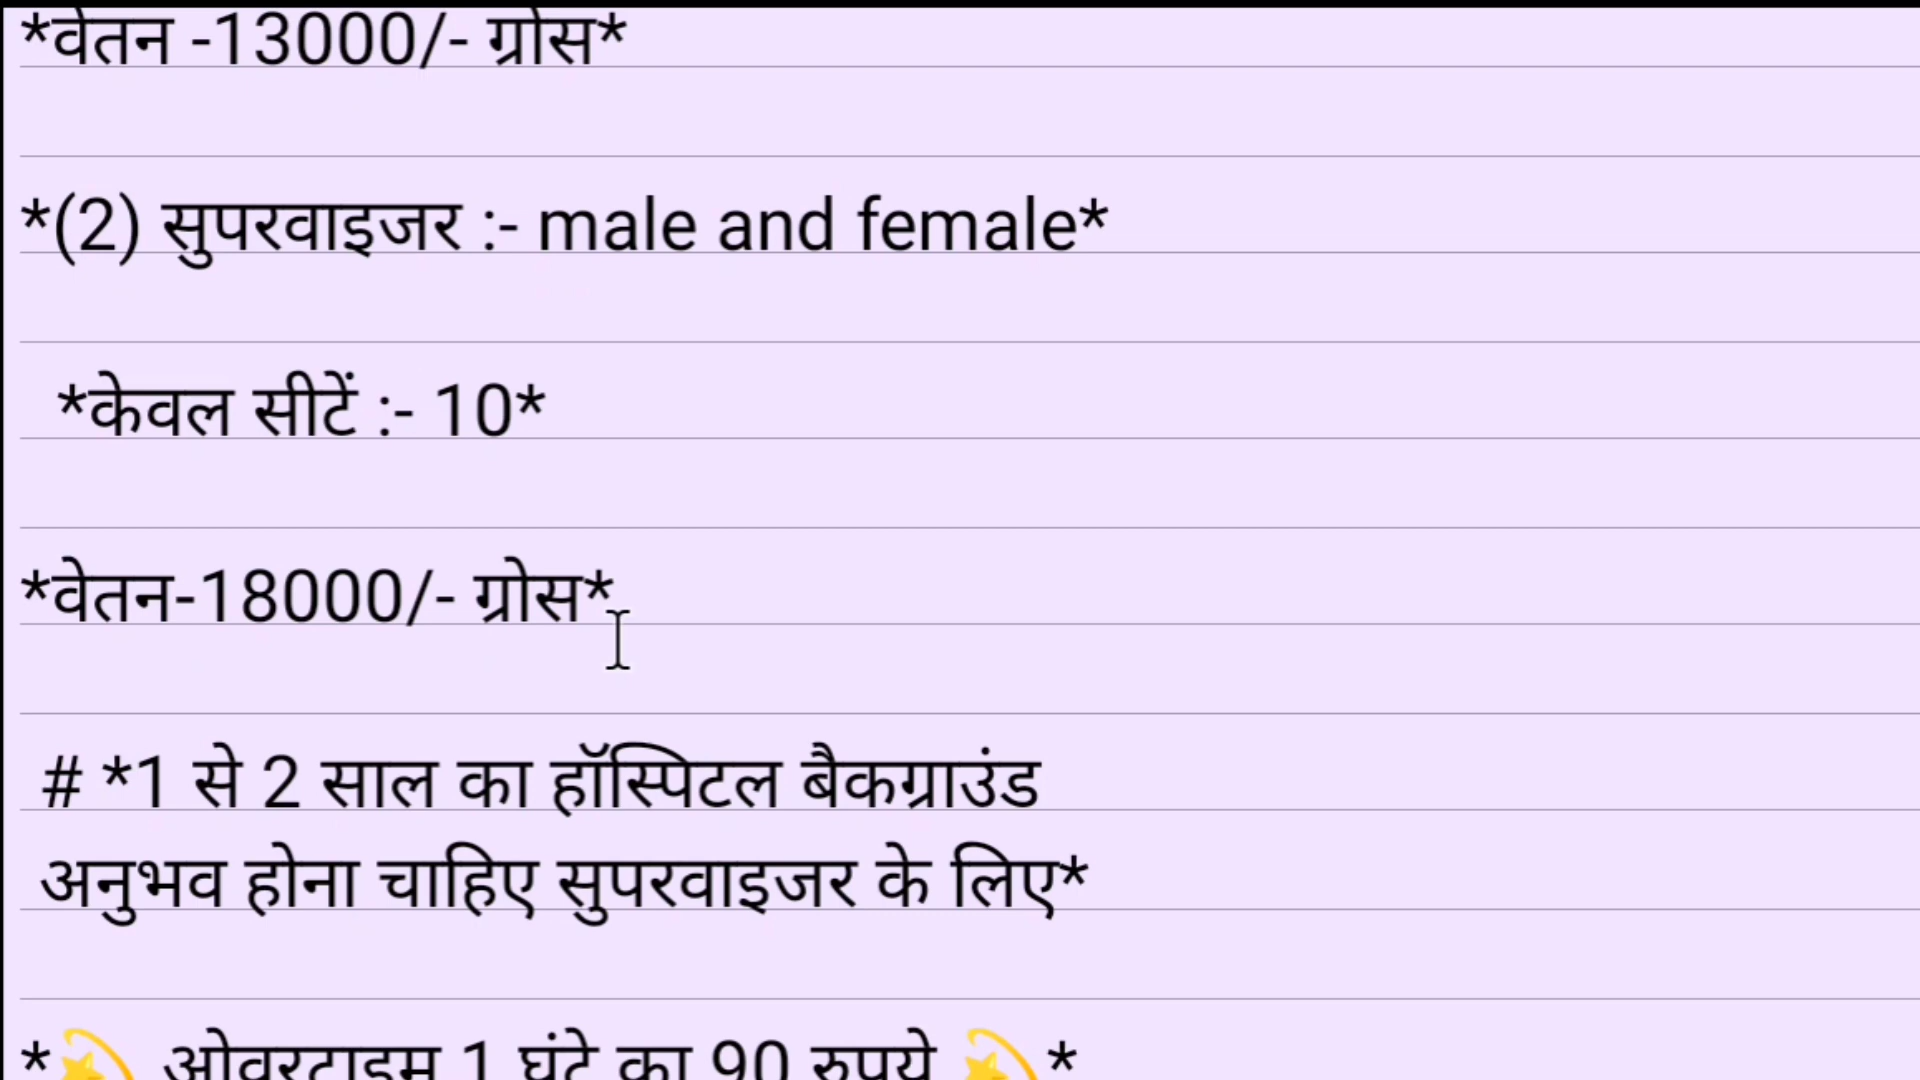 *वेतन -13000/- ग्रोस*
*(2) सुपरवाइजर :- male and female*
*केवल सीटें :- 10*
*वेतन-18000/- ग्रोस*
# *1 से 2 साल का हॉस्पिटल बैकग्राउंड
अनुभव होना चाहिए सुपरवाइजर के लिए*
*💫 ओवरटाइम 1 घंटे का 90 रुपये 💫*